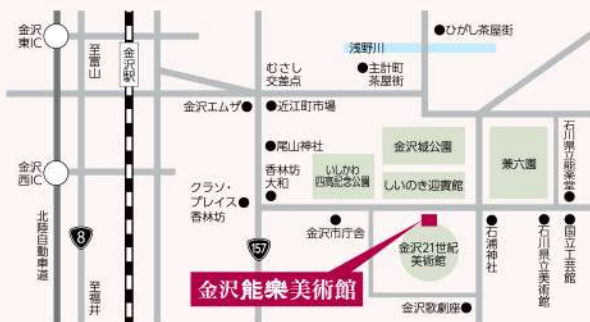 金沢
東IC
至富山
金沢駅
浅野川
ひがし茶屋街
むさし
交差点
主計町
茶屋街
金沢エムザ
近江町市場
尾山神社
金沢城公園
兼六園
石川県立能楽堂
金沢
西IC
香林坊
大和
いしかわ
四高記念公園
しいのき迎賓館
クラソ・
プレイス
香林坊
北陸自動車道
8
至福井
157
金沢市庁舎
金沢21世紀
美術館
石浦神社
石川県立美術館
国立工芸館
金沢能樂美術館
金沢歌劇座